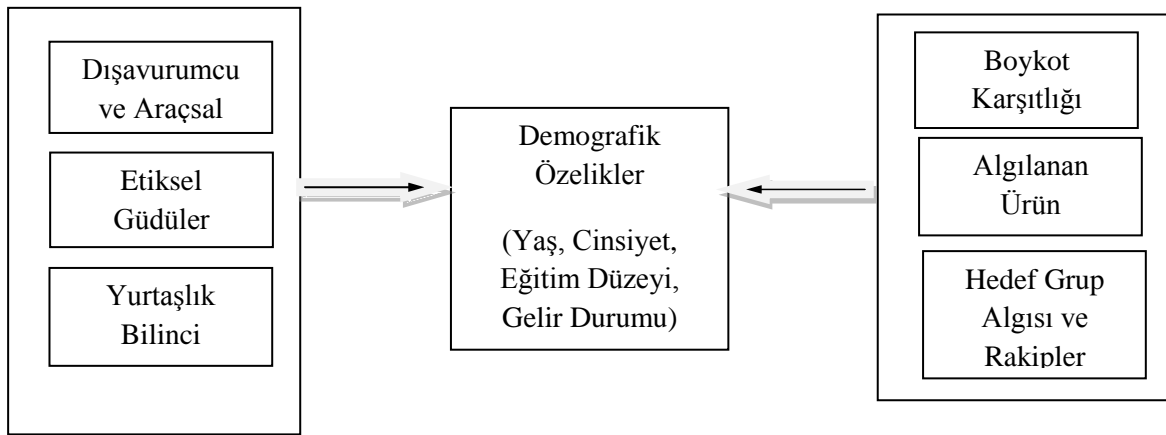 Dışavurumcu
ve Araçsal
Etiksel
Güdüler
Yurtaşlık
Bilinci
Demografik
Özelikler
(Yaş, Cinsiyet,
Eğitim Düzeyi,
Gelir Durumu)
Boykot
Karşıtlığı
Algılanan
Ürün
Hedef Grup
Algısı ve
Rakipler